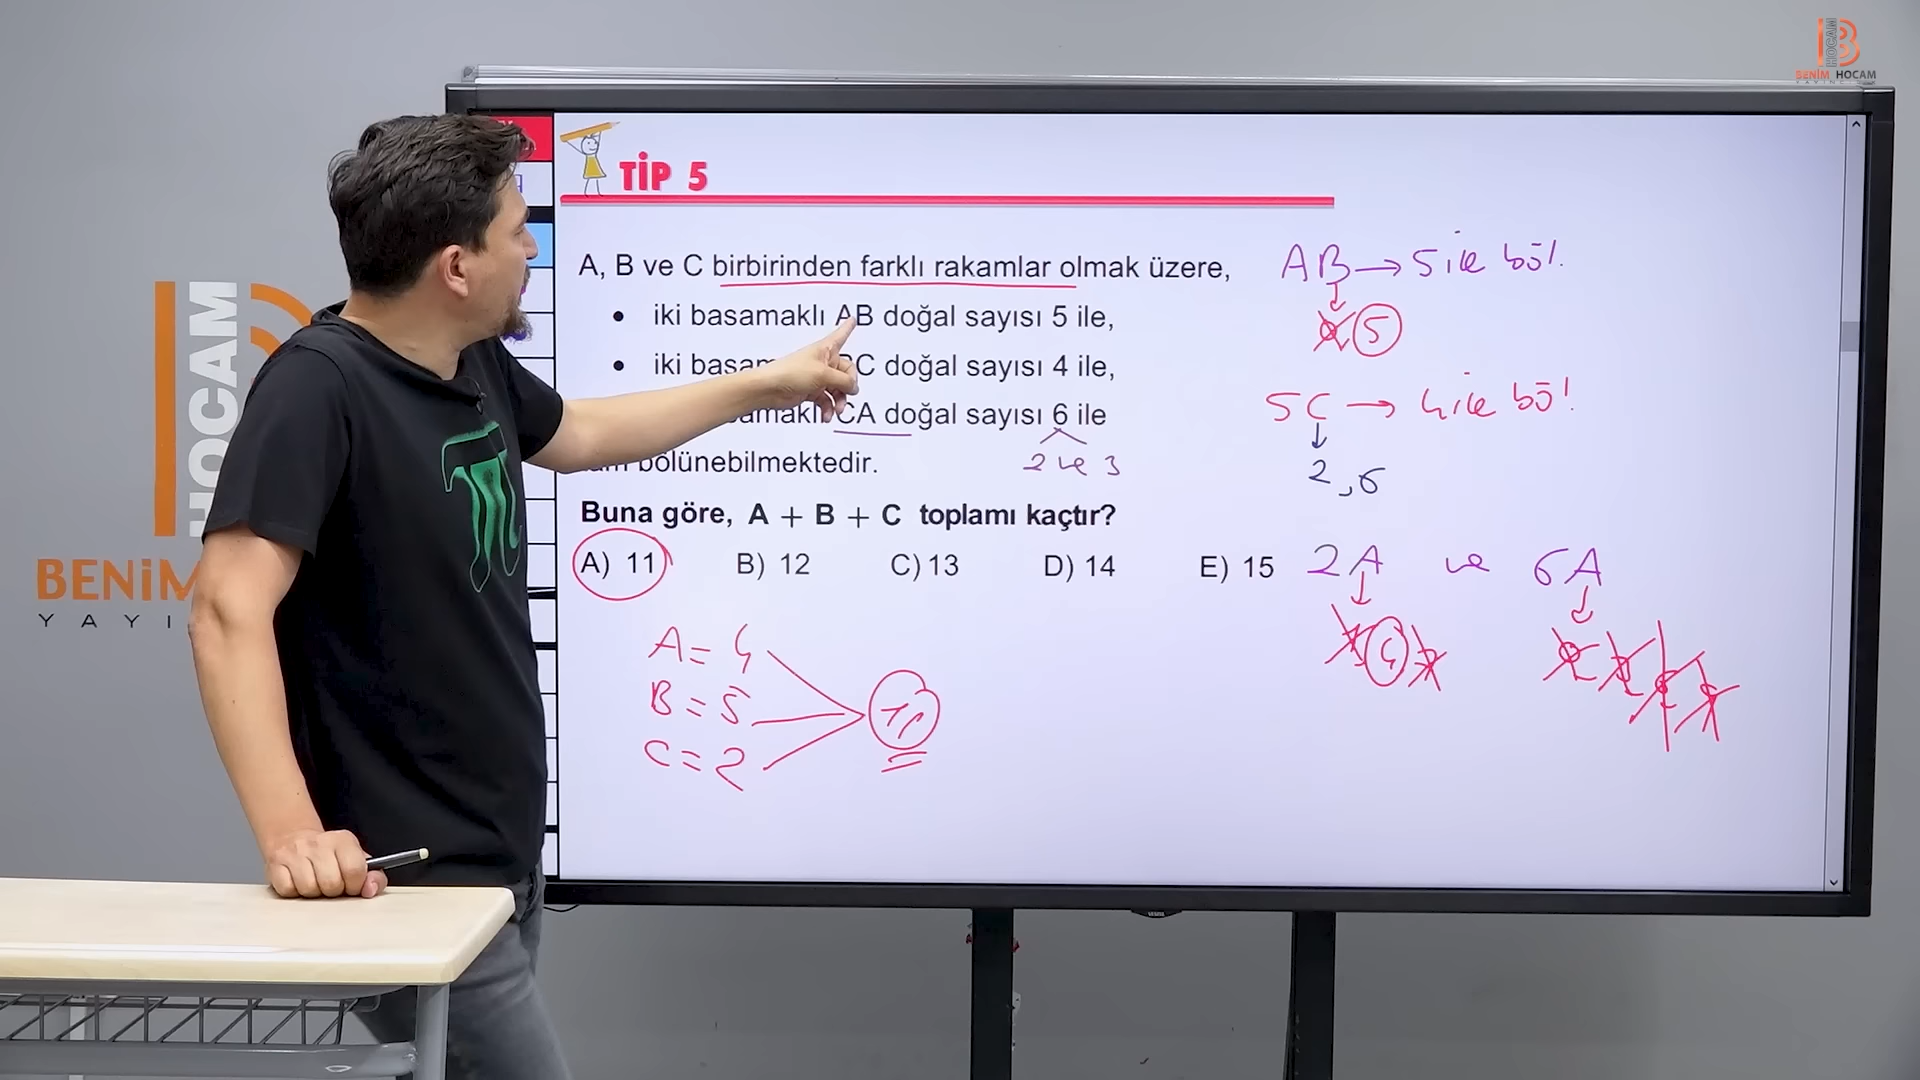 BENİM HOCAM
TİP 5
A, B ve C birbirinden farklı rakamlar olmak üzere,
• iki basamaklı AB doğal sayısı 5 ile,
• iki C doğal sayısı 4 ile,
CA doğal sayısı 6 ile
bölünebilmektedir.
2 ve 3
Buna göre, A + B + C toplamı kaçtır?
A) 11 B) 12 C) 13 D) 14 E) 15
A = 4
B = 5
C = 2
11
AB → 5 ile böl.
5
5C → 4 ile böl.
2, 6
2A ve 6A
4
HOCAM
BENİM
YAYI